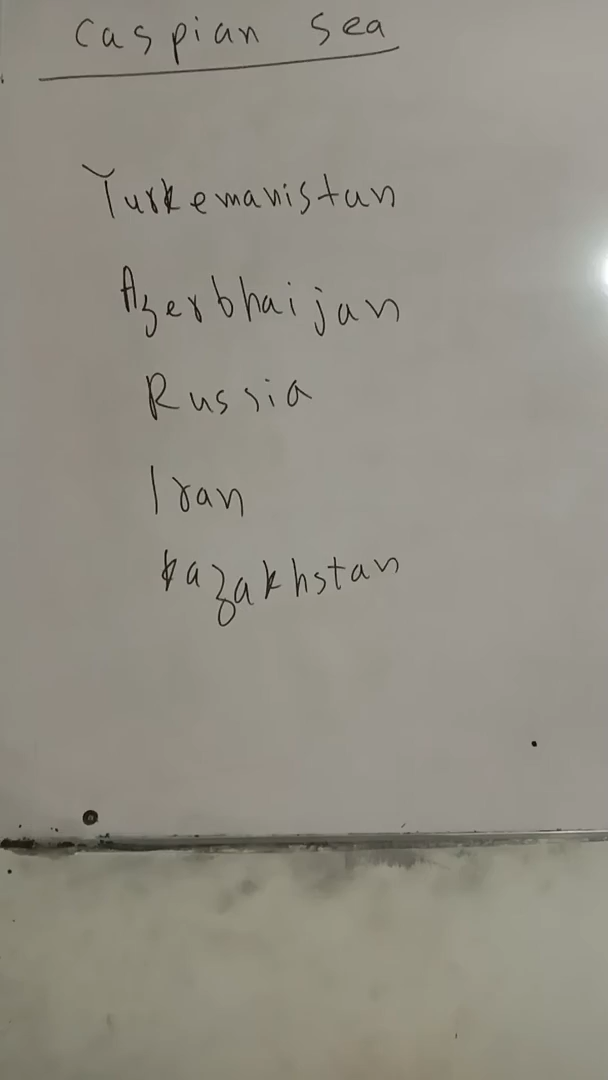 Caspian Sea
Turkemanistan
Azerbhaijan
Russia
Iran
Kazakhstan